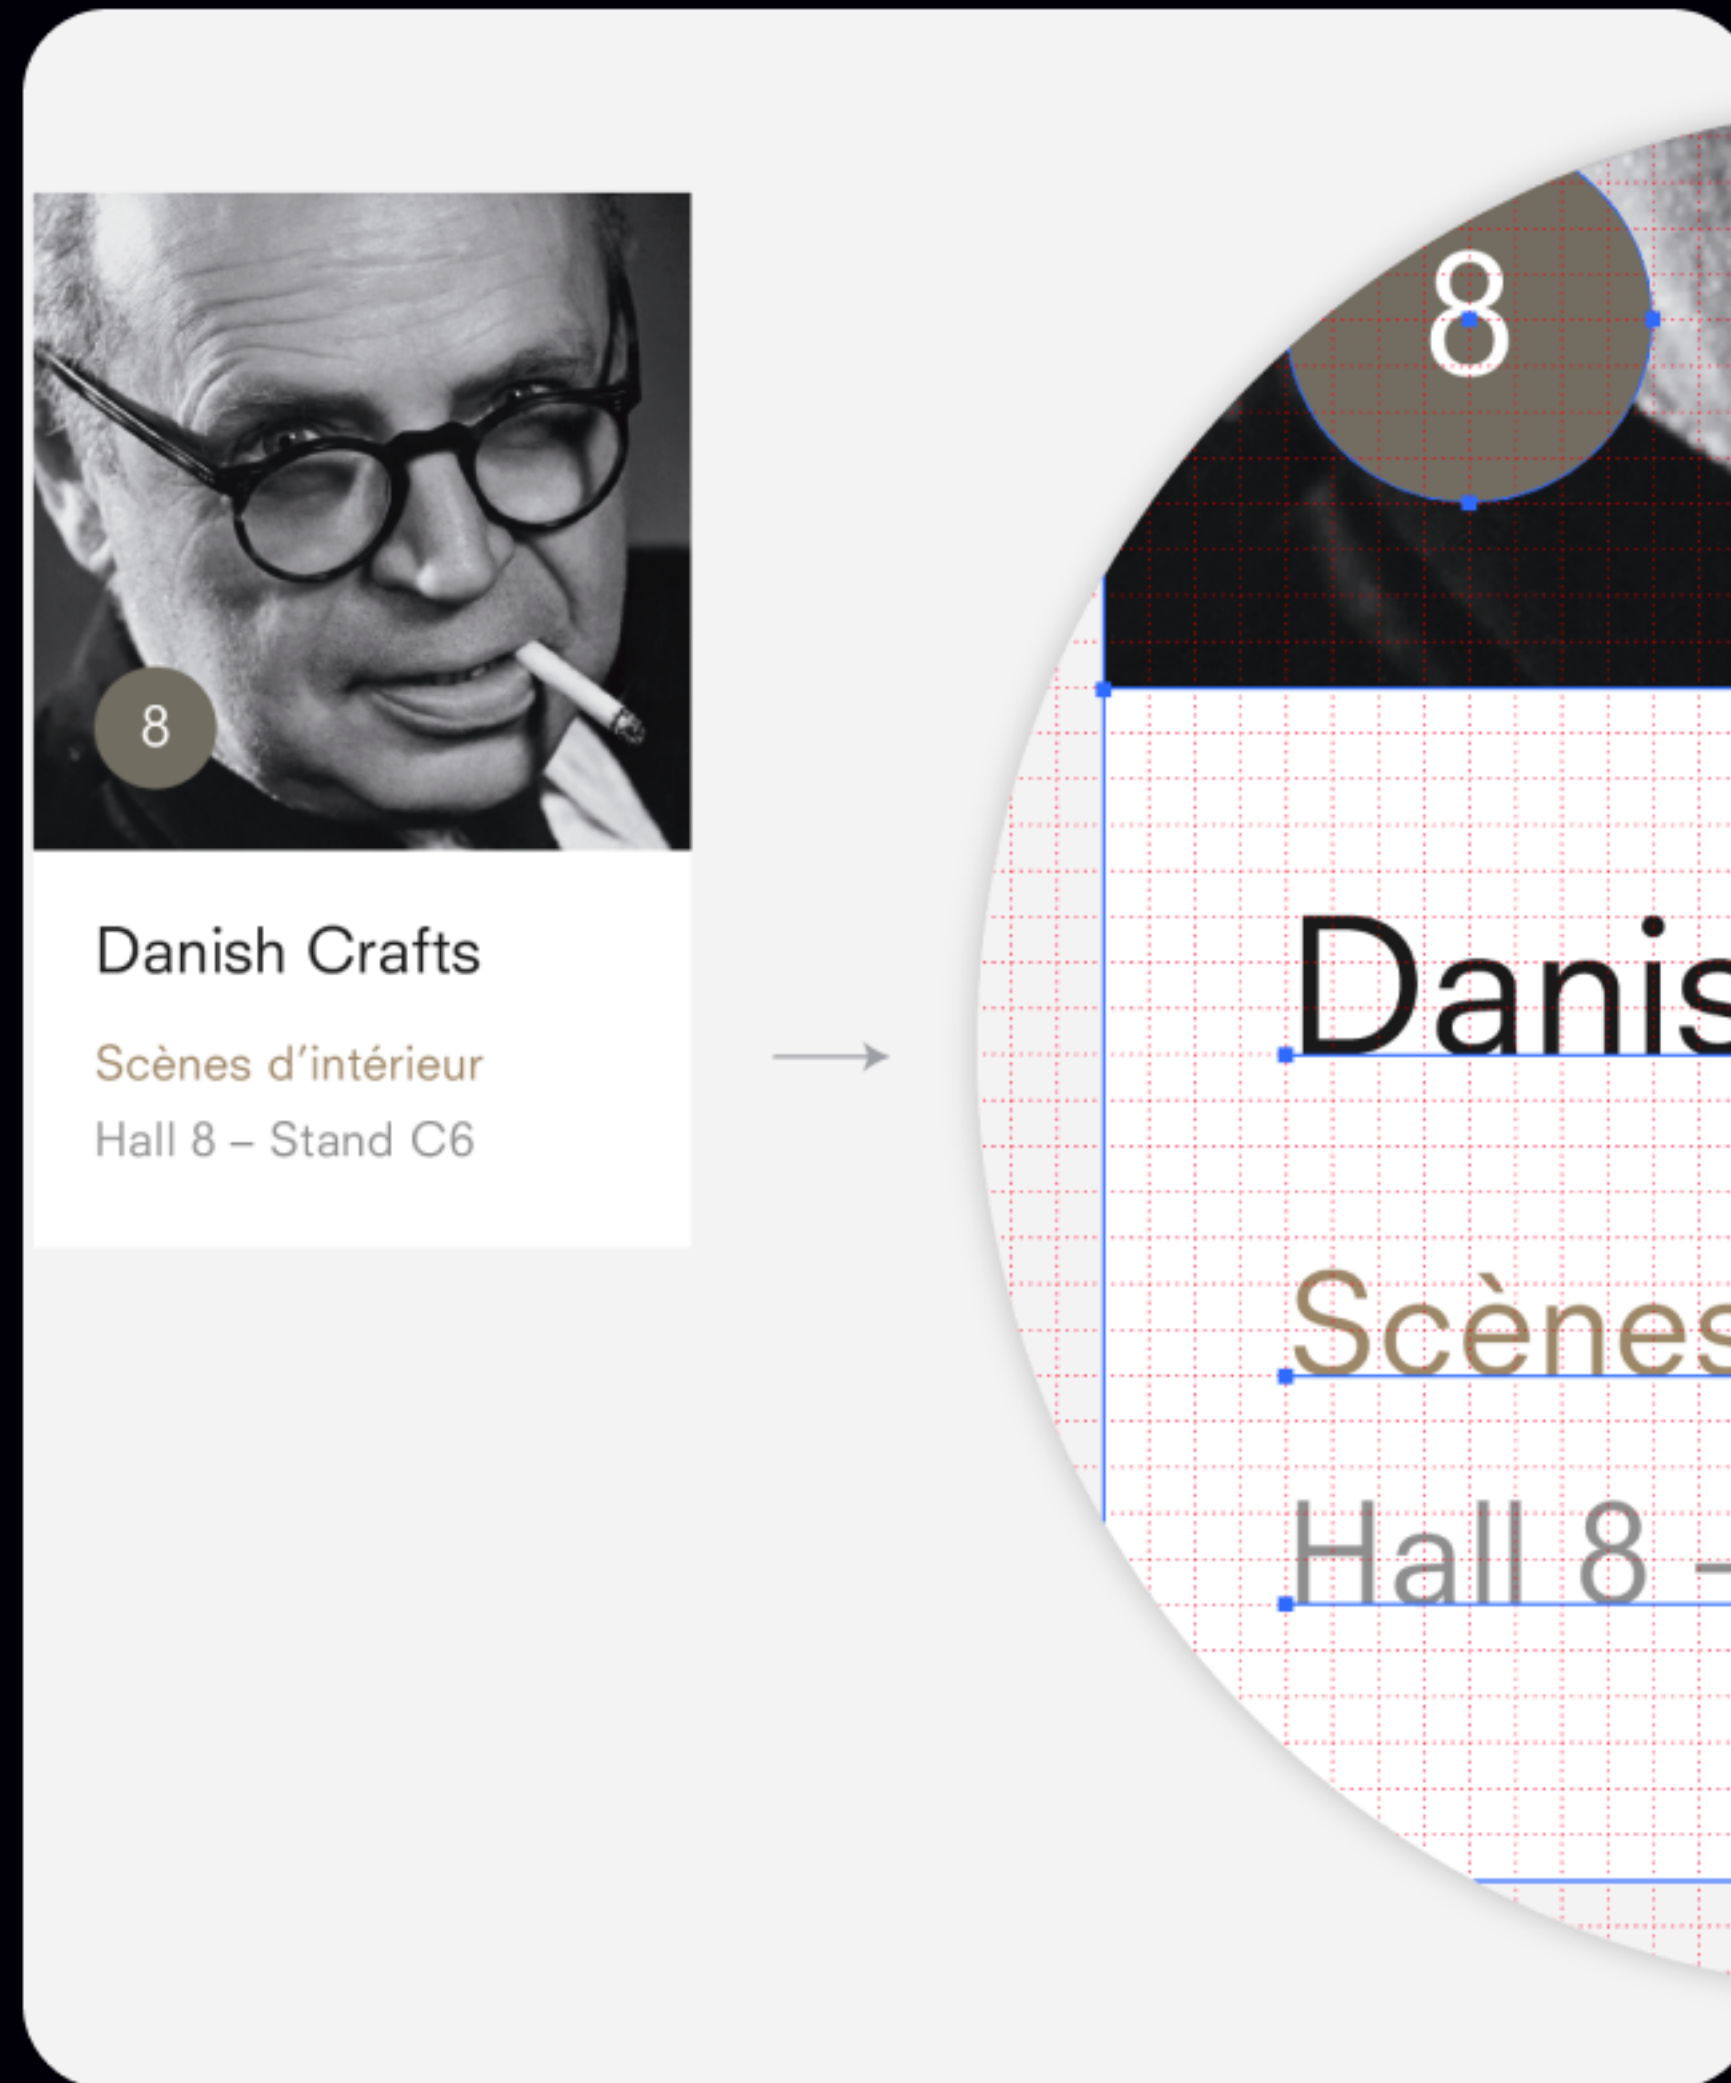 8
Danish Crafts
Scènes d’intérieur
Hall 8 – Stand C6
8
Danis
Scènes
Hall 8 -